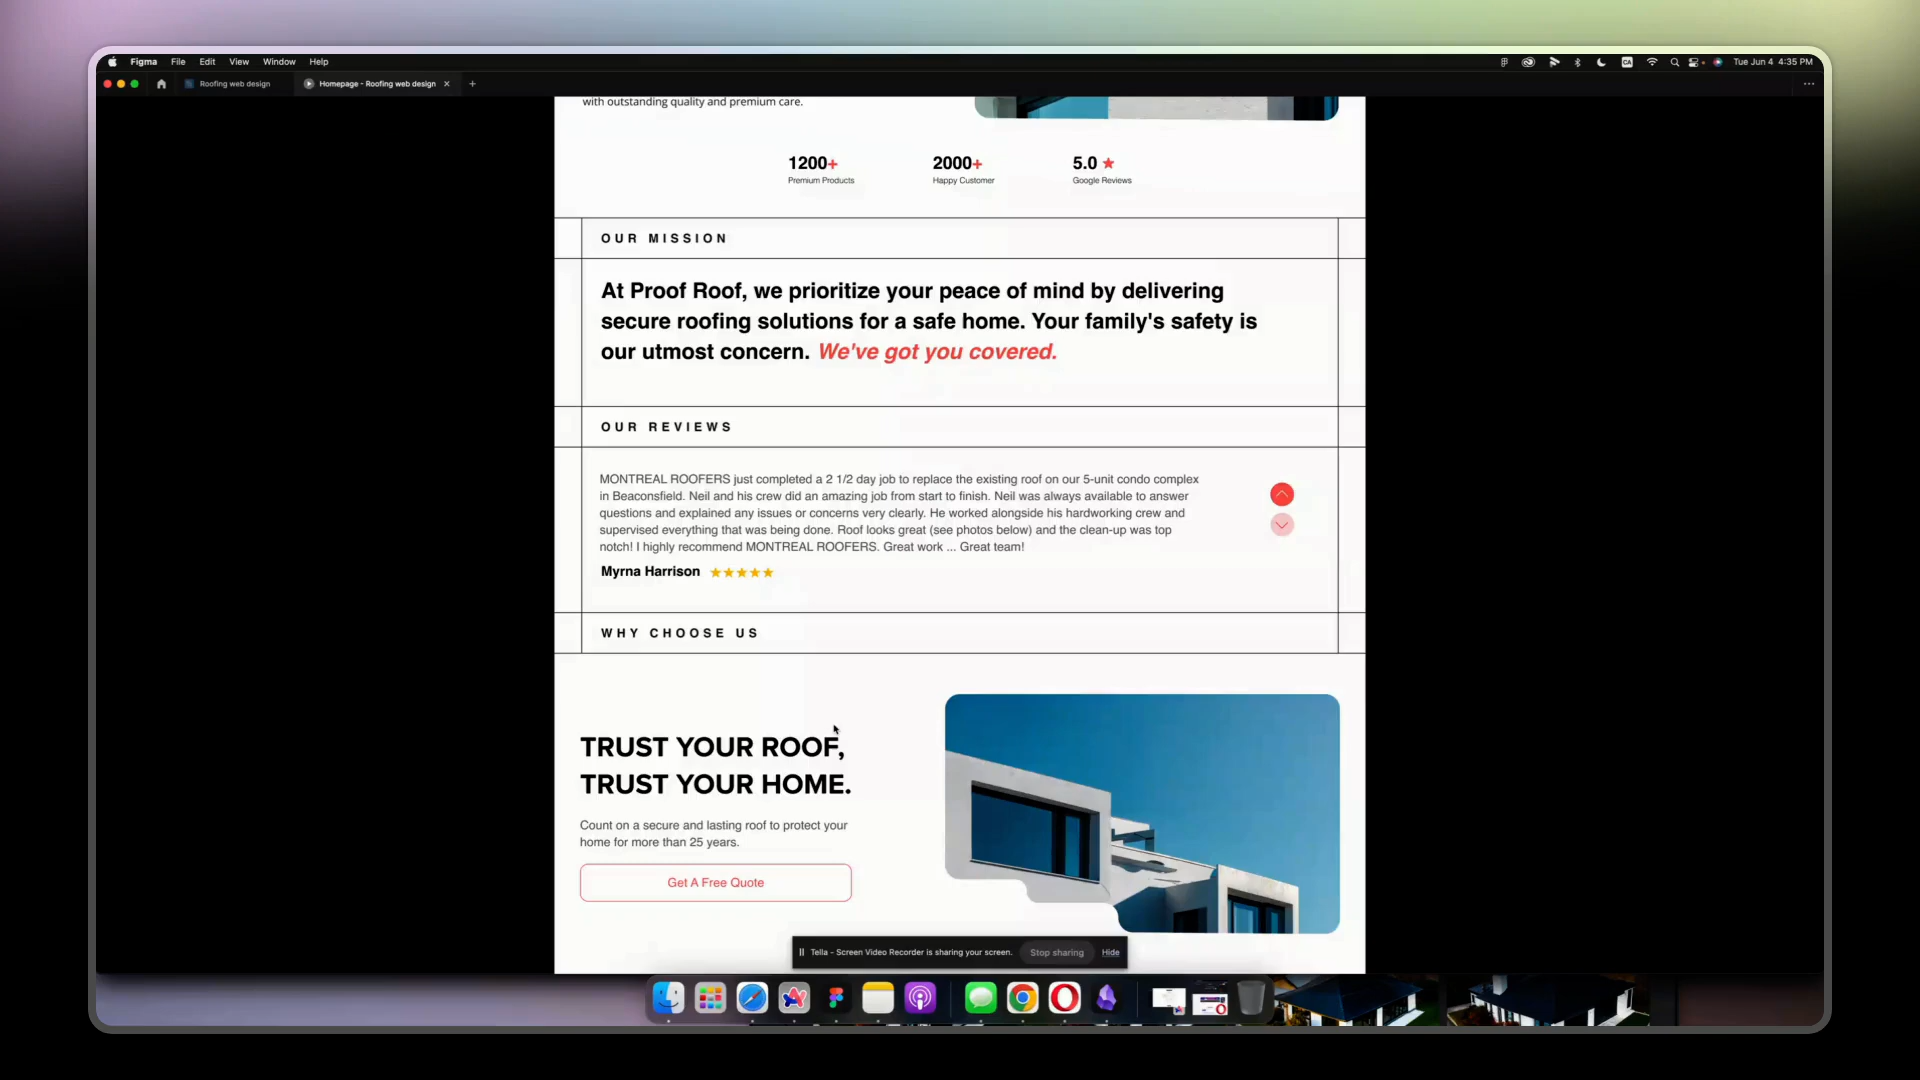 Figma File Edit View Window Help
CA
Tue Jun 4 4:35 PM
Roofing web design
Homepage - Roofing web design
with outstanding quality and premium care.
1200+
Premium Products
2000+
Happy Customer
5.0
Google Reviews
OUR MISSION
At Proof Roof, we prioritize your peace of mind by delivering
secure roofing solutions for a safe home. Your family's safety is
our utmost concern. We've got you covered.
OUR REVIEWS
MONTREAL ROOFERS just completed a 2 1/2 day job to replace the existing roof on our 5-unit condo complex
in Beaconsfield. Neil and his crew did an amazing job from start to finish. Neil was always available to answer
questions and explained any issues or concerns very clearly. He worked alongside his hardworking crew and
supervised everything that was being done. Roof looks great (see photos below) and the clean-up was top
notch! I highly recommend MONTREAL ROOFERS. Great work ... Great team!
Myrna Harrison
WHY CHOOSE US
TRUST YOUR ROOF,
TRUST YOUR HOME.
Count on a secure and lasting roof to protect your
home for more than 25 years.
Get A Free Quote
Tella - Screen Video Recorder is sharing your screen. Stop sharing Hide